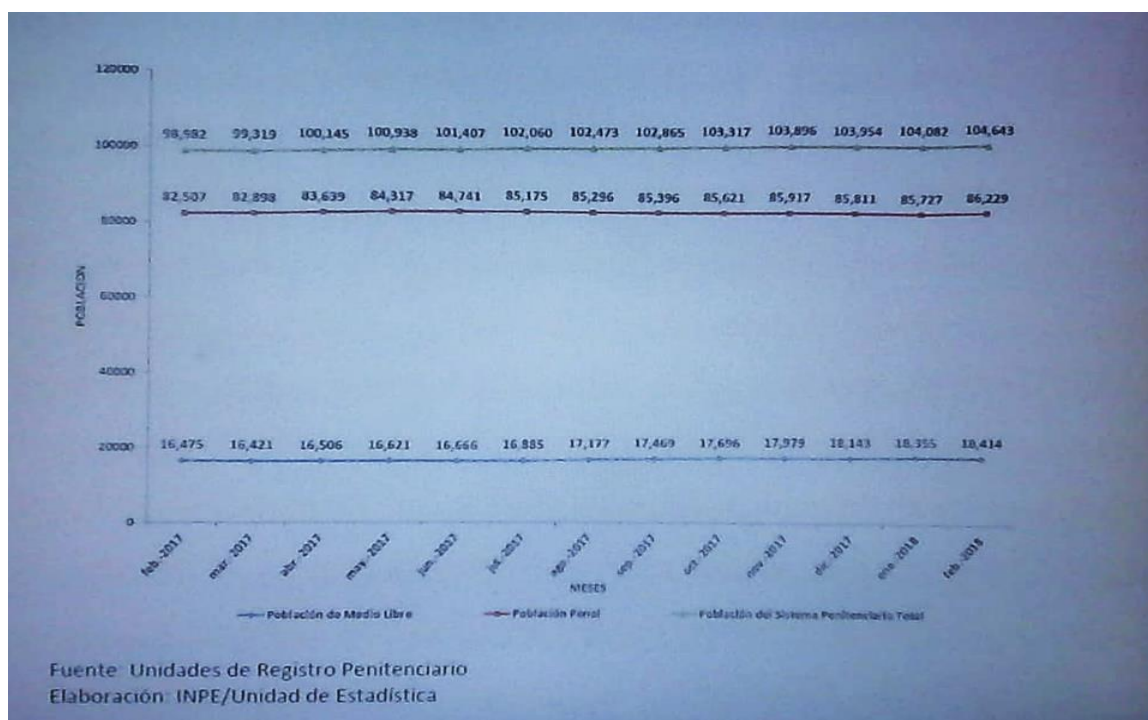 120000
98,982 99,319 100,145 100,938 101,407 102,060 102,473 102,865 103,317 103,896 103,954 104,082 104,643
100000
82,507 82,898 83,639 84,317 84,741 85,175 85,296 85,396 85,621 85,917 85,811 85,727 86,229
80000
POBLACION
60000
40000
16,475 16,421 16,506 16,621 16,666 16,885 17,177 17,469 17,696 17,979 18,143 18,355 18,414
20000
0
feb.-2017 mar.-2017 abr.-2017 may.-2017 jun.-2017 jul.-2017 ago.-2017 sep.-2017 oct.-2017 nov.-2017 dic.-2017 ene.-2018 feb.-2018
MESES
Población de Medio Libre Población Penal Población del Sistema Penitenciario Total
Fuente: Unidades de Registro Penitenciario
Elaboración: INPE/Unidad de Estadística